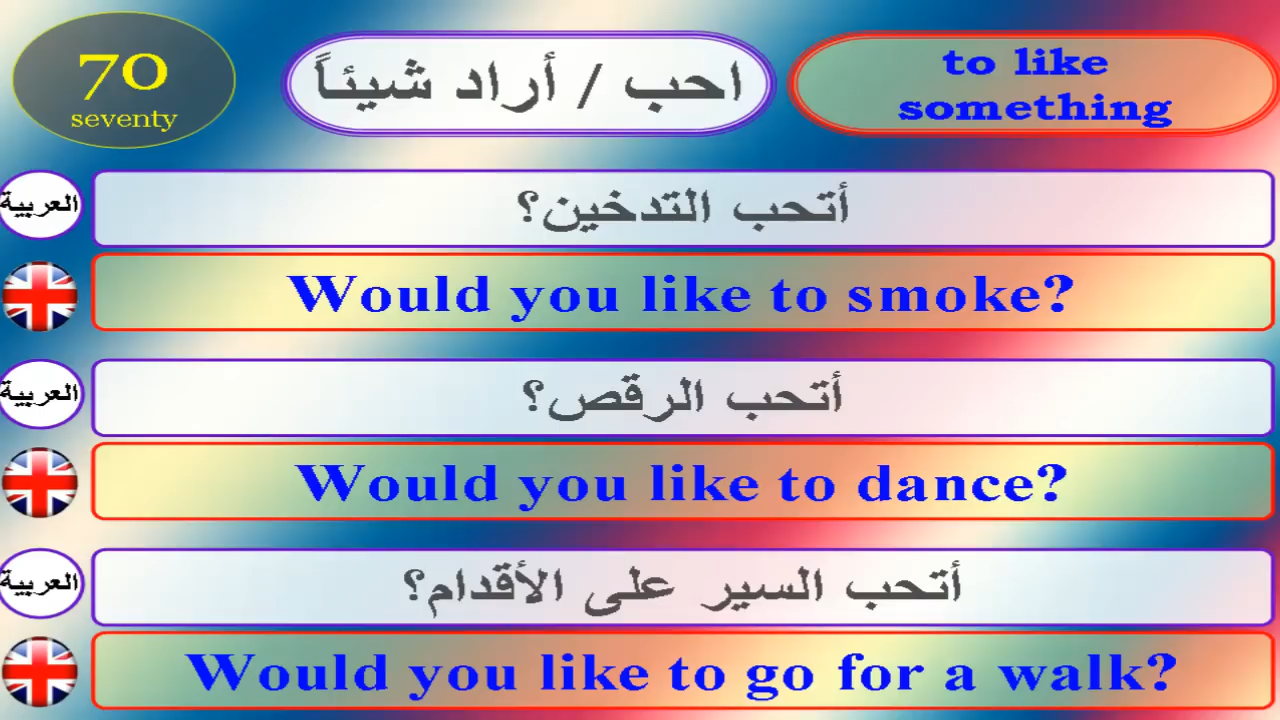 70
seventy
احب / أراد شيئاً
to like
something
العربية
أتحب التدخين؟
Would you like to smoke?
العربية
أتحب الرقص؟
Would you like to dance?
العربية
أتحب السير على الأقدام؟
Would you like to go for a walk?